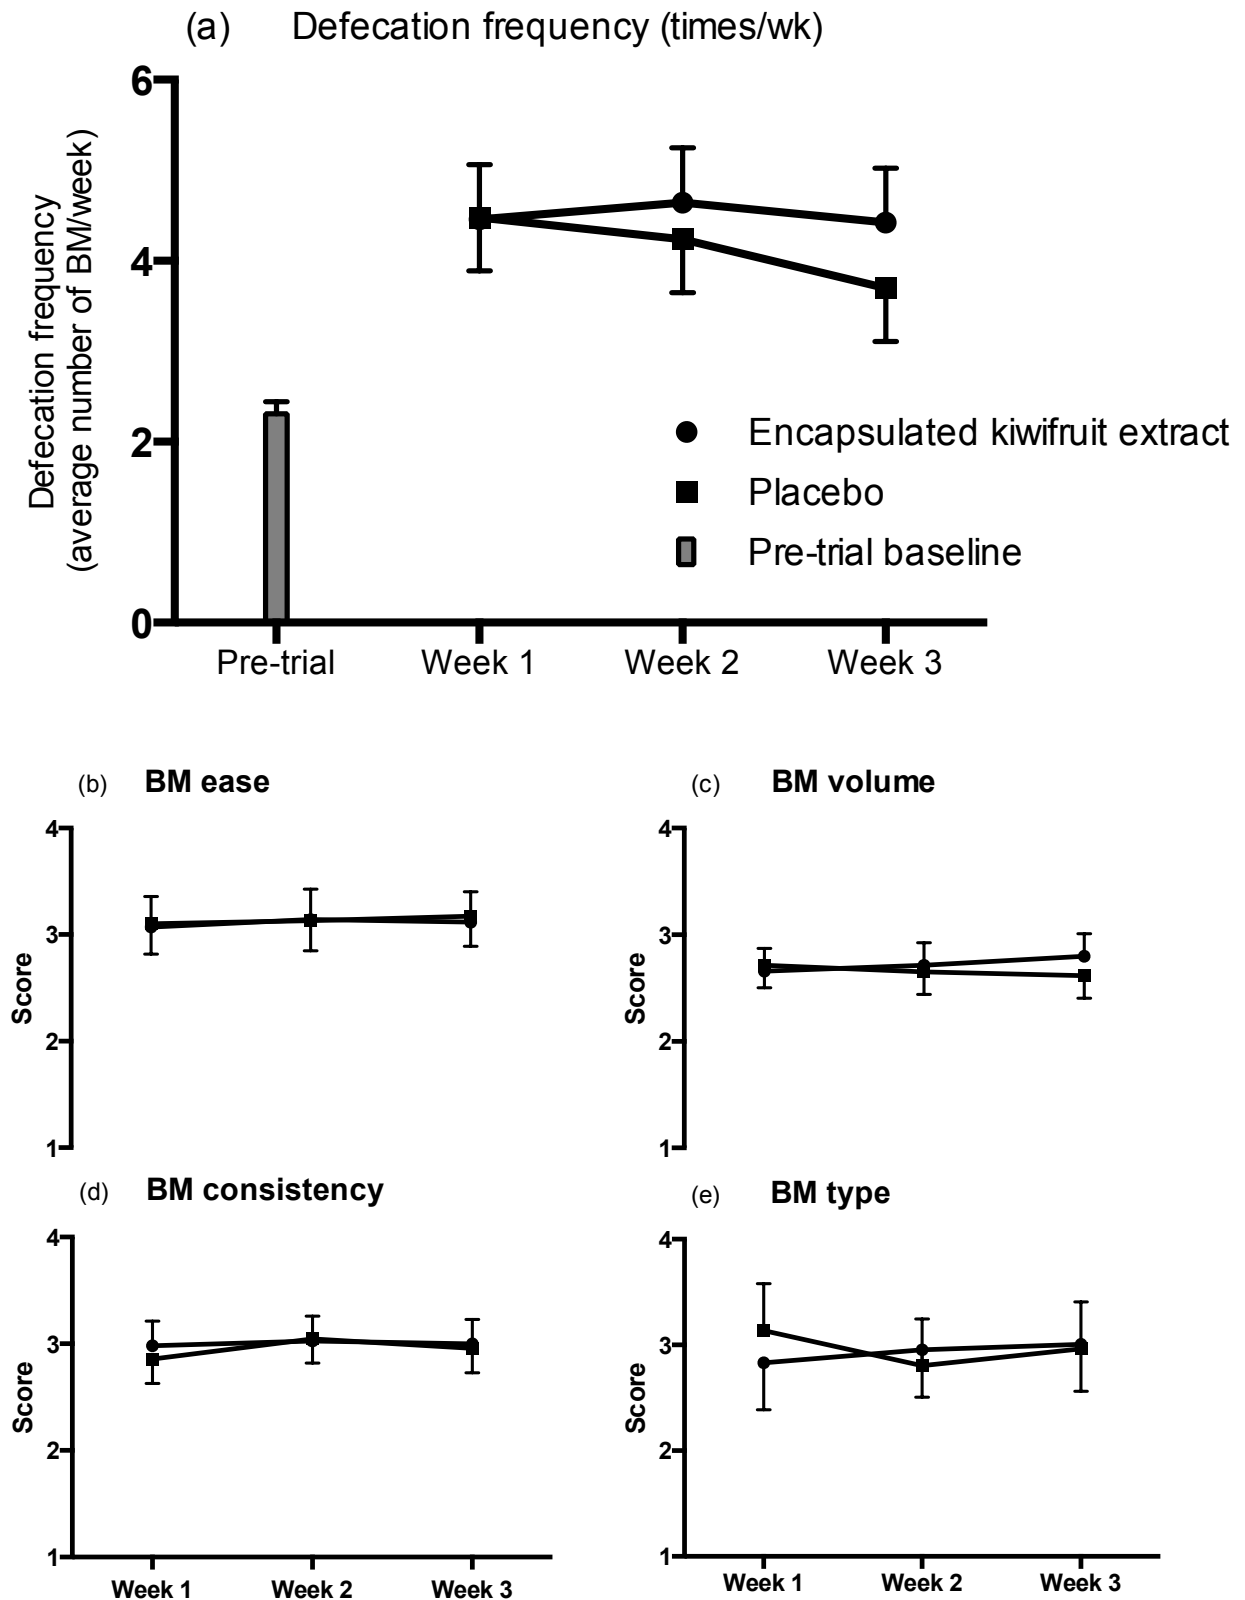 (a) Defecation frequency (times/wk)
Defecation frequency
(average number of BM/week)
6
4
2
0
Encapsulated kiwifruit extract
Placebo
Pre-trial baseline
Pre-trial Week 1 Week 2 Week 3
(b) BM ease
Score
4
3
2
1
(c) BM volume
Score
4
3
2
1
(d) BM consistency
Score
4
3
2
1
Week 1 Week 2 Week 3
(e) BM type
Score
4
3
2
1
Week 1 Week 2 Week 3